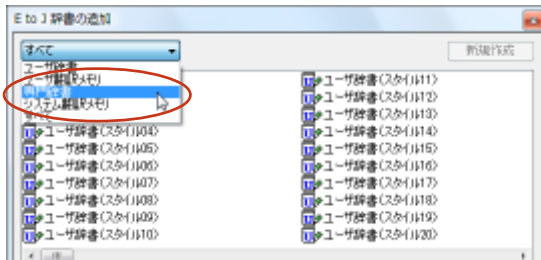 E to J 辞書の追加
すべて
新規作成
ユーザ辞書
ユーザ翻訳メモリ
専門辞書
システム翻訳メモリ
すべて
ユーザ辞書(スタイル04)
ユーザ辞書(スタイル05)
ユーザ辞書(スタイル06)
ユーザ辞書(スタイル07)
ユーザ辞書(スタイル08)
ユーザ辞書(スタイル09)
ユーザ辞書(スタイル10)
ユーザ辞書(スタイル11)
ユーザ辞書(スタイル12)
ユーザ辞書(スタイル13)
ユーザ辞書(スタイル14)
ユーザ辞書(スタイル15)
ユーザ辞書(スタイル16)
ユーザ辞書(スタイル17)
ユーザ辞書(スタイル18)
ユーザ辞書(スタイル19)
ユーザ辞書(スタイル20)